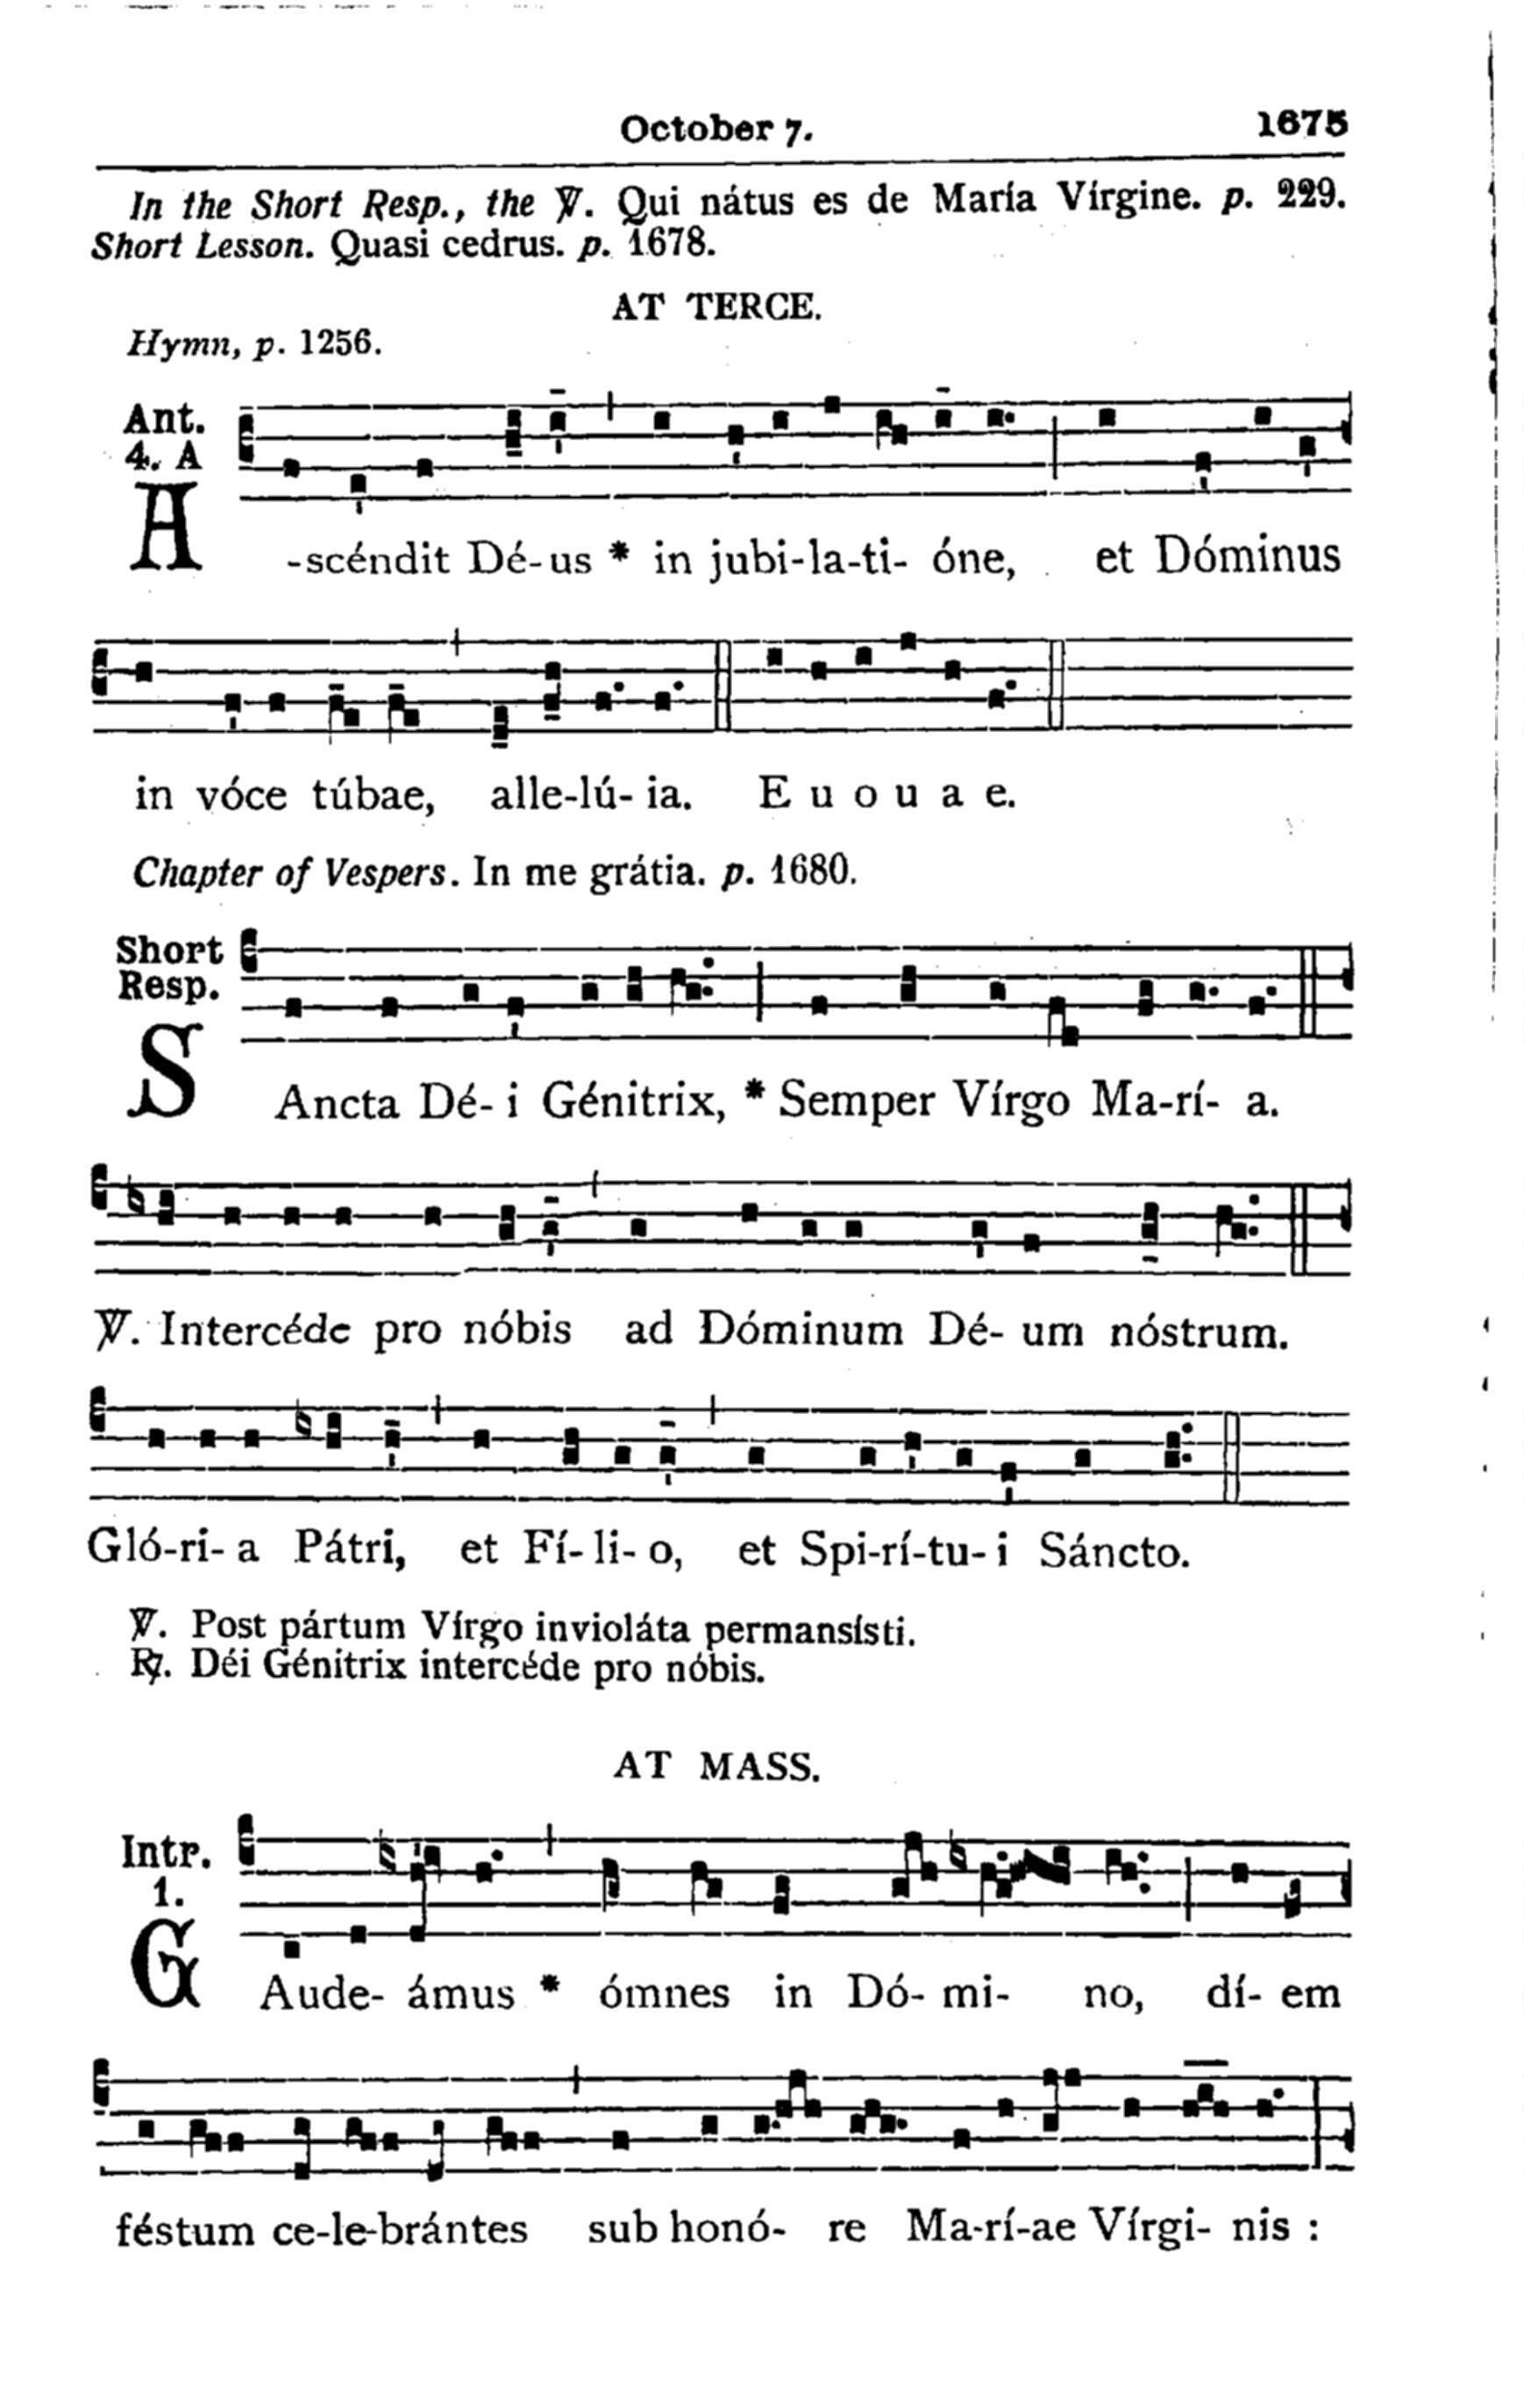 October 7. 1675
In the Short Resp., the ℣. Qui nátus es de María Vírgine. p. 229.
Short Lesson. Quasi cedrus. p. 1678.
AT TERCE.
Hymn, p. 1256.
Ant.
4. A
A-scéndit Dé-us * in jubi-la-ti- óne, et Dóminus
in vóce túbae, alle-lú- ia. E u o u a e.
Chapter of Vespers. In me grátia. p. 1680.
Short
Resp.
SAncta Dé- i Génitrix, * Semper Vírgo Ma-rí- a.
℣. Intercéde pro nóbis ad Dóminum Dé- um nóstrum.
Gló-ri- a Pátri, et Fí- li- o, et Spi-rí-tu- i Sáncto.
℣. Post pártum Vírgo invioláta permansísti.
℟. Déi Génitrix intercéde pro nóbis.
AT MASS.
Intr.
1.
GAude- ámus * ómnes in Dó- mi- no, dí- em
féstum ce-le-brántes sub honó- re Ma-rí-ae Vírgi- nis :